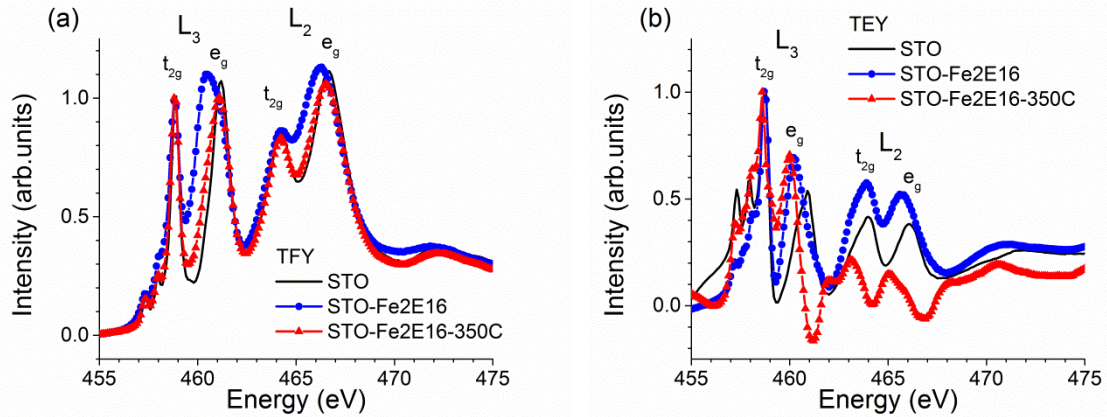 (a)
L3
L2
t2g
eg
t2g
eg
1.0
0.5
0.0
Intensity (arb.units)
TFY
STO
STO-Fe2E16
STO-Fe2E16-350C
455 460 465 470 475
Energy (eV)
(b)
TEY
STO
STO-Fe2E16
STO-Fe2E16-350C
L3
t2g
eg
L2
t2g
eg
1.0
0.5
0.0
Intensity (arb.units)
455 460 465 470 475
Energy (eV)